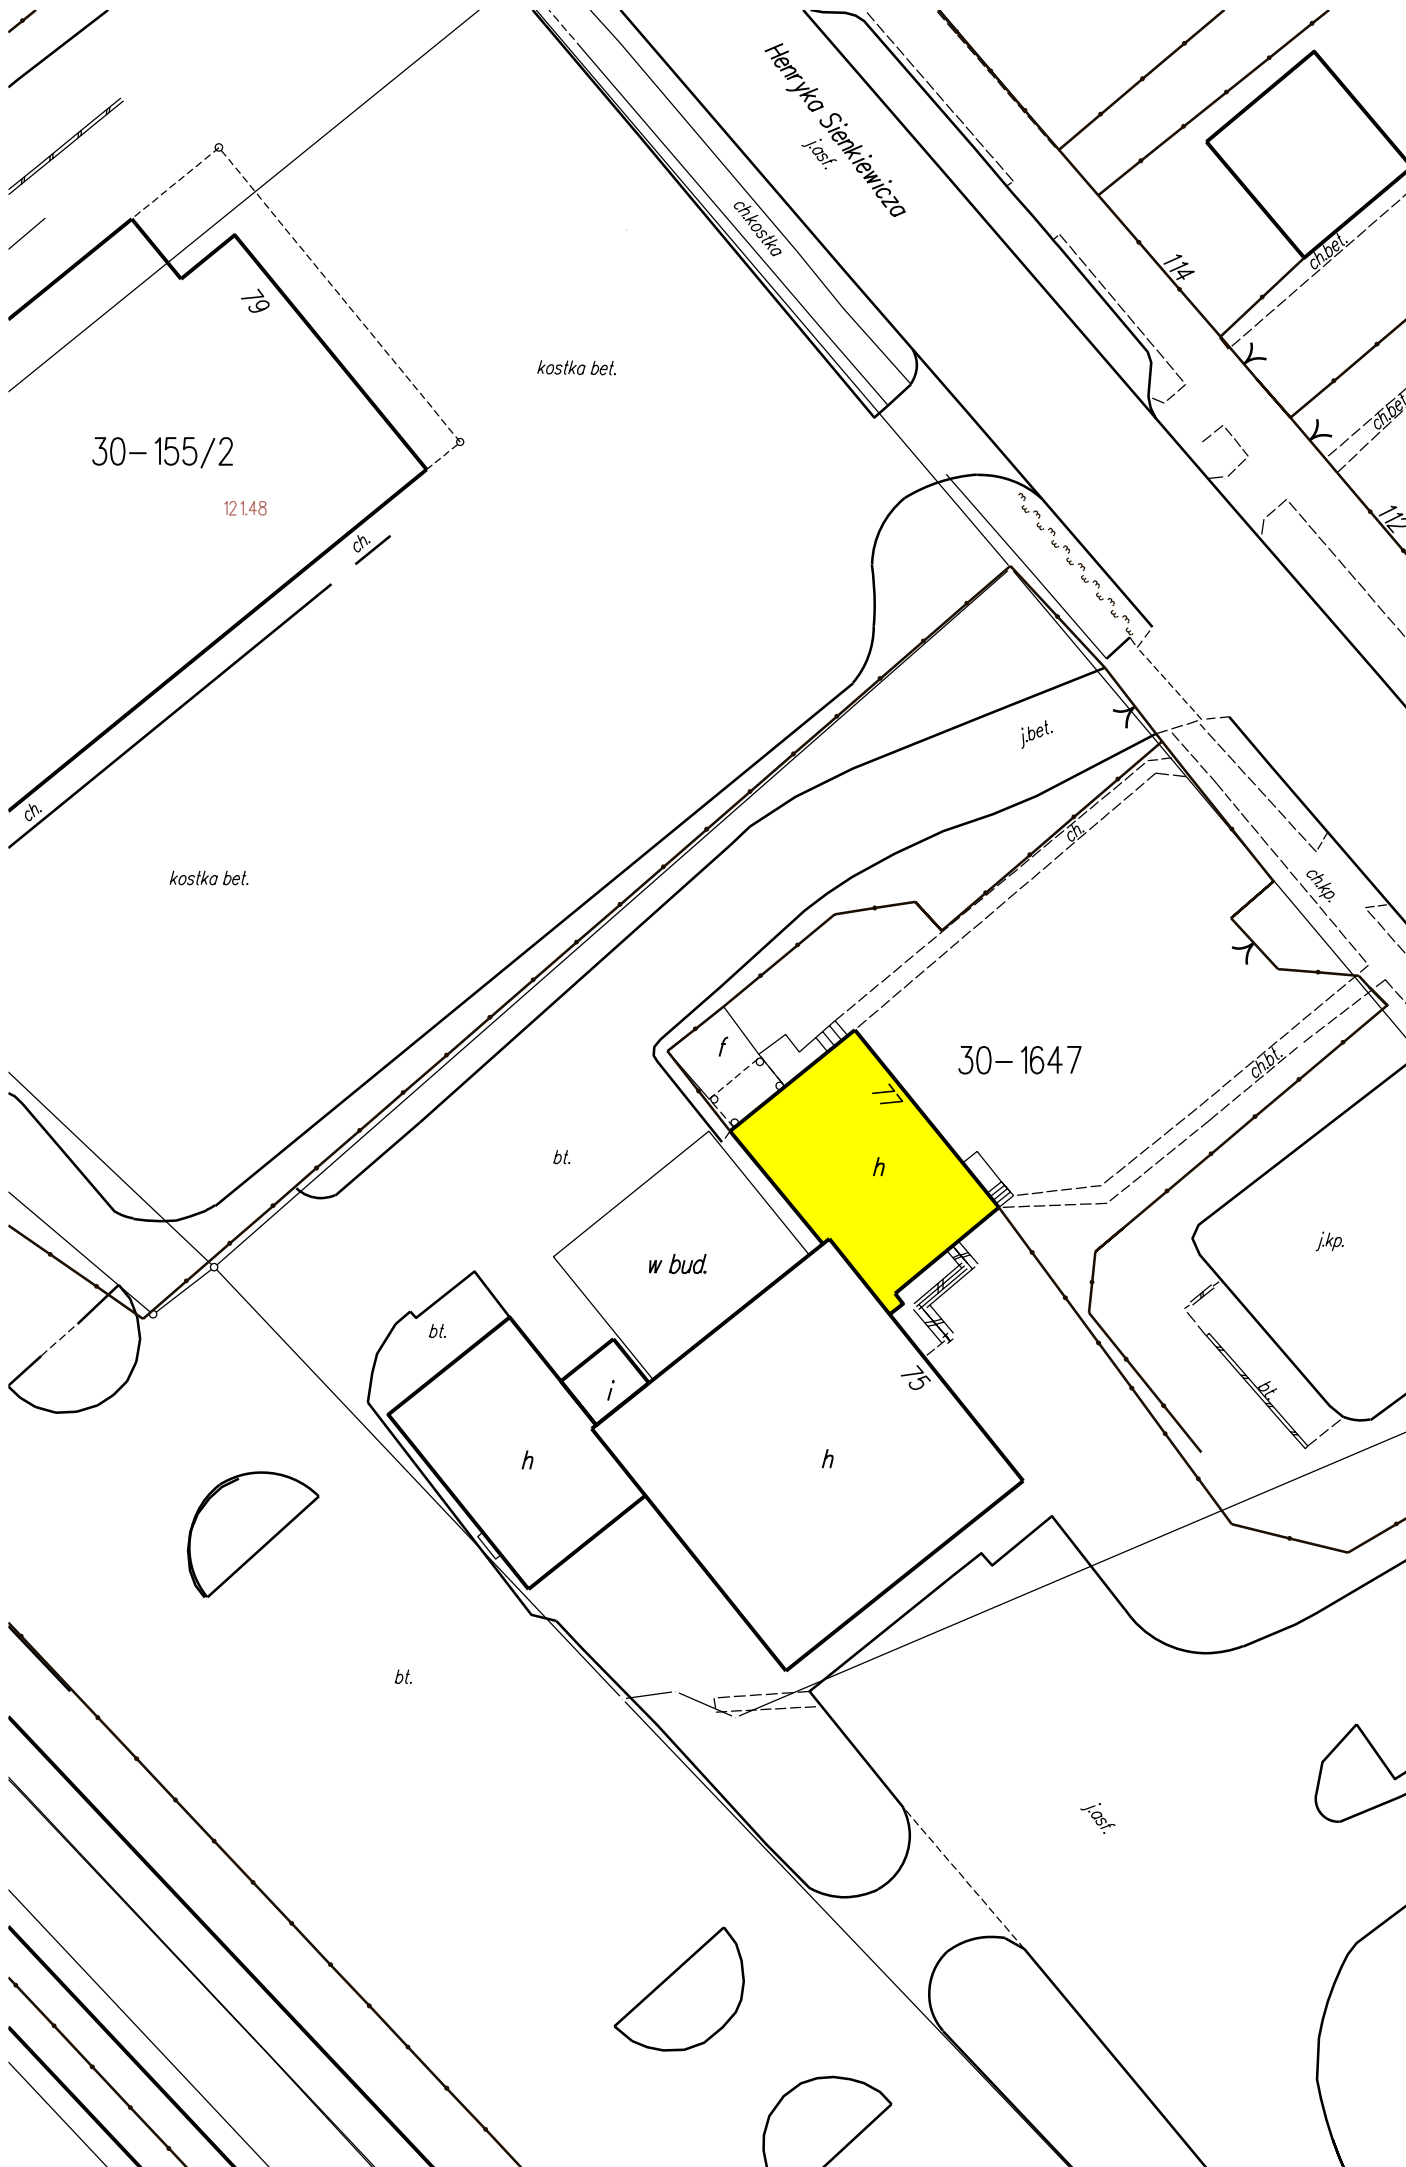 Henryka Sienkiewicza
j.asf.
ch.kostka
114
ch.bet.
79
kostka bet.
ch.bet.
30-155/2
121.48
112
ch.
j.bet.
ch.
ch.
kostka bet.
ch.kp.
f
30-1647
ch.bt.
77
bt.
h
j.kp.
w bud.
bt.
75
i
bt.
h
h
bt.
j.asf.